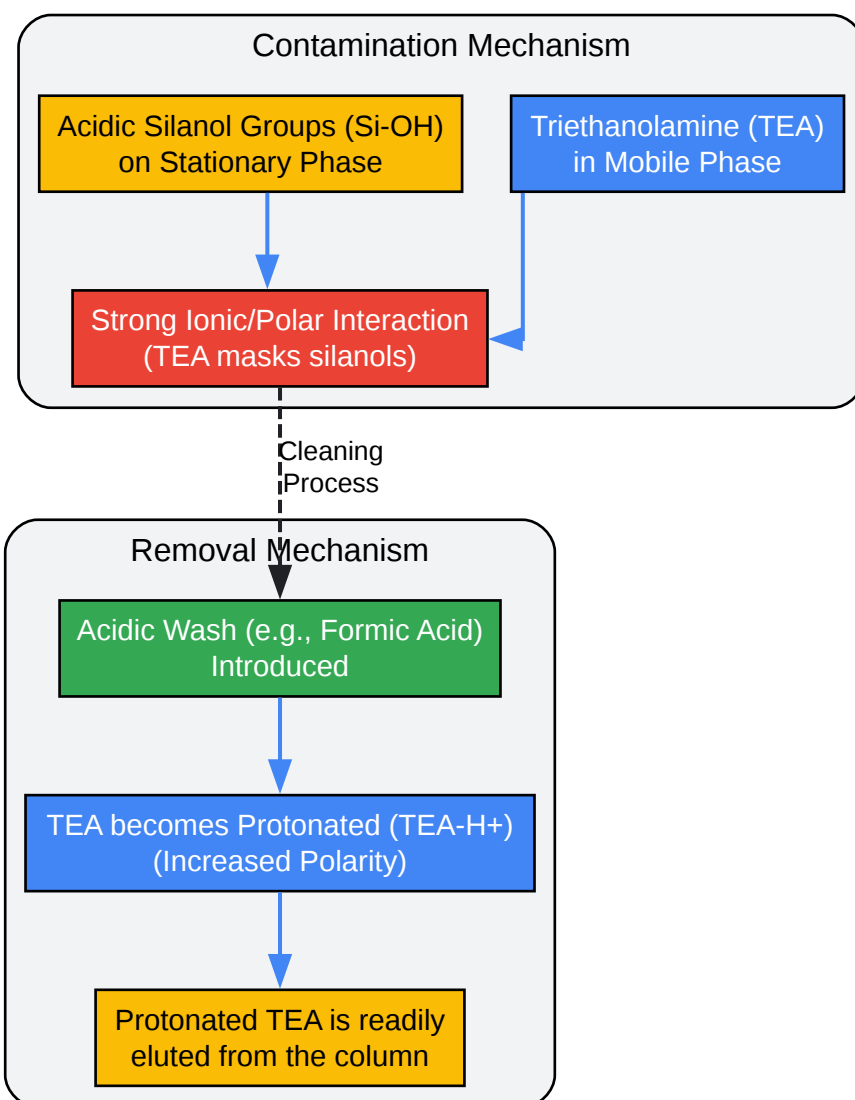 Contamination Mechanism
Acidic Silanol Groups (Si-OH)
on Stationary Phase
Triethanolamine (TEA)
in Mobile Phase
Strong Ionic/Polar Interaction
(TEA masks silanols)
Cleaning
Process
Removal Mechanism
Acidic Wash (e.g., Formic Acid)
Introduced
TEA becomes Protonated (TEA-H+)
(Increased Polarity)
Protonated TEA is readily
eluted from the column